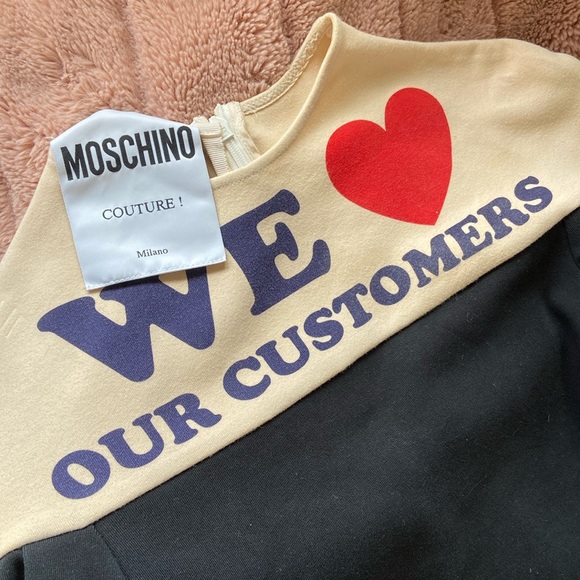 MOSCHINO
COUTURE !
Milano
WE
OUR CUSTOMERS